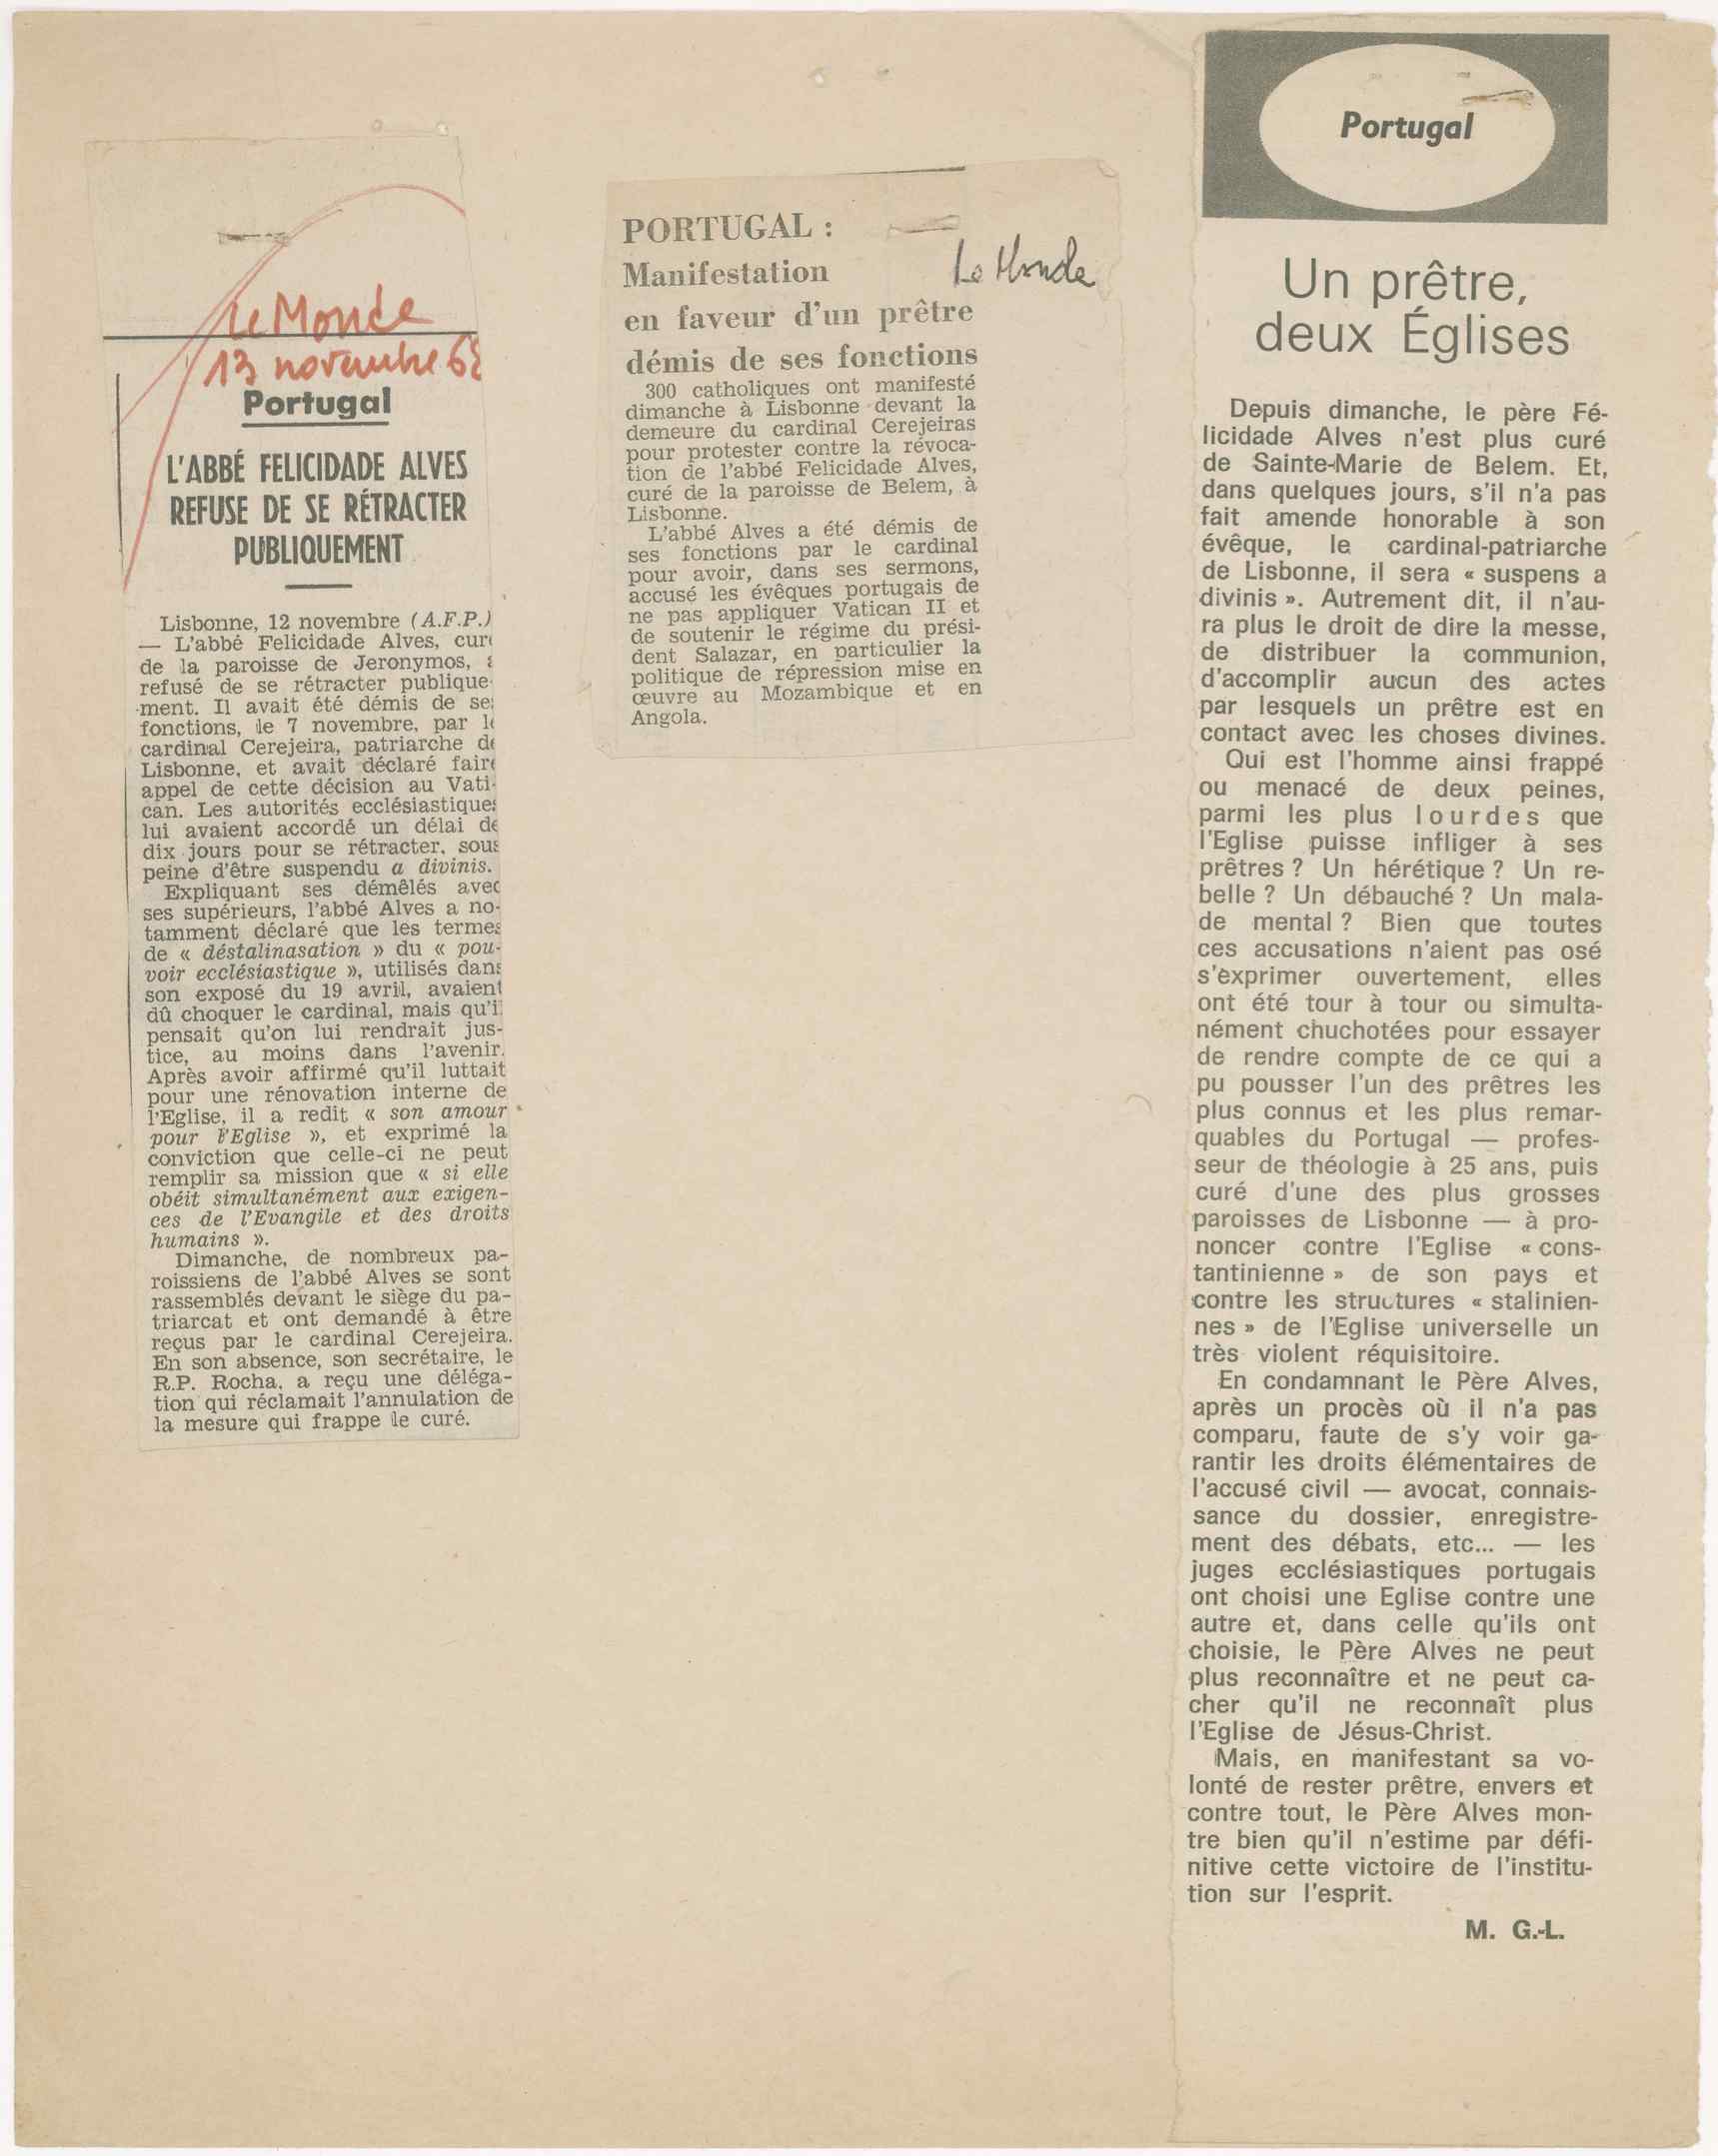 Le Monde
13 novembre 68
Portugal
L'ABBÉ FELICIDADE ALVES
REFUSE DE SE RÉTRACTER
PUBLIQUEMENT
Lisbonne, 12 novembre (A.F.P.)
— L'abbé Felicidade Alves, cur
de la paroisse de Jeronymos,
refusé de se rétracter publique-
ment. Il avait été démis de ses
fonctions, le 7 novembre, par le
cardinal Cerejeira, patriarche de
Lisbonne, et avait déclaré faire
appel de cette décision au Vati-
can. Les autorités ecclésiastiques
lui avaient accordé un délai de
dix jours pour se rétracter, sous
peine d'être suspendu a divinis.
Expliquant ses démêlés avec
ses supérieurs, l'abbé Alves a no-
tamment déclaré que les termes
de « déstalinasation » du « pou-
voir ecclésiastique », utilisés dans
son exposé du 19 avril, avaient
dû choquer le cardinal, mais qu'il
pensait qu'on lui rendrait jus-
tice, au moins dans l'avenir.
Après avoir affirmé qu'il luttait
pour une rénovation interne de
l'Eglise, il a redit « son amour
pour l'Eglise », et exprimé la
conviction que celle-ci ne peut
remplir sa mission que « si elle
obéit simultanément aux exigen-
ces de l'Evangile et des droits
humains ».
Dimanche, de nombreux pa-
roissiens de l'abbé Alves se sont
rassemblés devant le siège du pa-
triarcat et ont demandé à être
reçus par le cardinal Cerejeira.
En son absence, son secrétaire, le
R.P. Rocha, a reçu une déléga-
tion qui réclamait l'annulation de
la mesure qui frappe le curé.
PORTUGAL :
Manifestation
en faveur d'un prêtre
démis de ses fonctions
Le Monde
300 catholiques ont manifesté
dimanche à Lisbonne devant la
demeure du cardinal Cerejeiras
pour protester contre la révoca-
tion de l'abbé Felicidade Alves,
curé de la paroisse de Belem, à
Lisbonne.
L'abbé Alves a été démis de
ses fonctions par le cardinal
pour avoir, dans ses sermons,
accusé les évêques portugais de
ne pas appliquer Vatican II et
de soutenir le régime du prési-
dent Salazar, en particulier la
politique de répression mise en
œuvre au Mozambique et en
Angola.
Portugal
Un prêtre,
deux Églises
Depuis dimanche, le père Fé-
licidade Alves n'est plus curé
de Sainte-Marie de Belem. Et,
dans quelques jours, s'il n'a pas
fait amende honorable à son
évêque, le cardinal-patriarche
de Lisbonne, il sera « suspens a
divinis ». Autrement dit, il n'au-
ra plus le droit de dire la messe,
de distribuer la communion,
d'accomplir aucun des actes
par lesquels un prêtre est en
contact avec les choses divines.
Qui est l'homme ainsi frappé
ou menacé de deux peines,
parmi les plus lourdes que
l'Eglise puisse infliger à ses
prêtres ? Un hérétique ? Un re-
belle ? Un débauché ? Un mala-
de mental ? Bien que toutes
ces accusations n'aient pas osé
s'exprimer ouvertement, elles
ont été tour à tour ou simulta-
nément chuchotées pour essayer
de rendre compte de ce qui a
pu pousser l'un des prêtres les
plus connus et les plus remar-
quables du Portugal — profes-
seur de théologie à 25 ans, puis
curé d'une des plus grosses
paroisses de Lisbonne — à pro-
noncer contre l'Eglise « cons-
tantinienne » de son pays et
contre les structures « stalinien-
nes » de l'Eglise universelle un
très violent réquisitoire.
En condamnant le Père Alves,
après un procès où il n'a pas
comparu, faute de s'y voir ga-
rantir les droits élémentaires de
l'accusé civil — avocat, connais-
sance du dossier, enregistre-
ment des débats, etc... — les
juges ecclésiastiques portugais
ont choisi une Eglise contre une
autre et, dans celle qu'ils ont
choisie, le Père Alves ne peut
plus reconnaître et ne peut ca-
cher qu'il ne reconnaît plus
l'Eglise de Jésus-Christ.
Mais, en manifestant sa vo-
lonté de rester prêtre, envers et
contre tout, le Père Alves mon-
tre bien qu'il n'estime par défi-
nitive cette victoire de l'institu-
tion sur l'esprit.
M. G.-L.